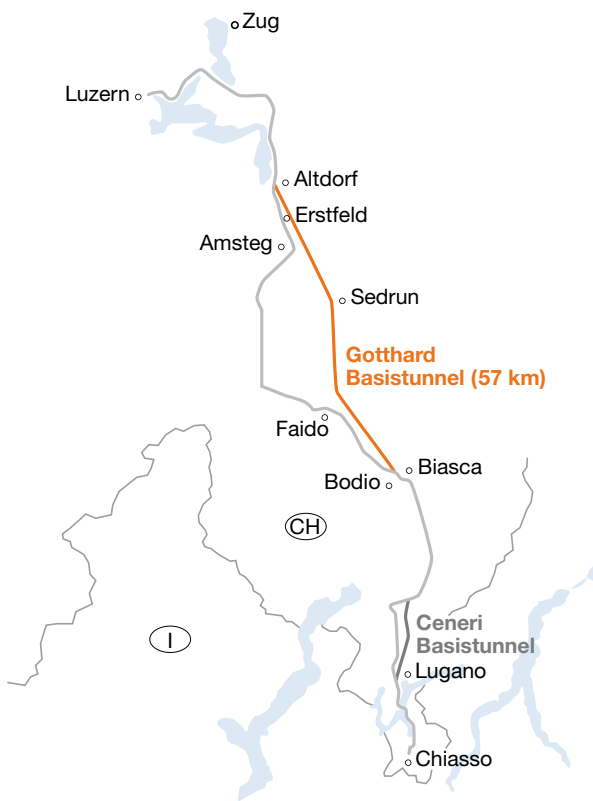 Zug
Luzern
Altdorf
Erstfeld
Amsteg
Sedrun
Gotthard
Basistunnel (57 km)
Faido
Biasca
Bodio
CH
Ceneri
Basistunnel
I
Lugano
Chiasso